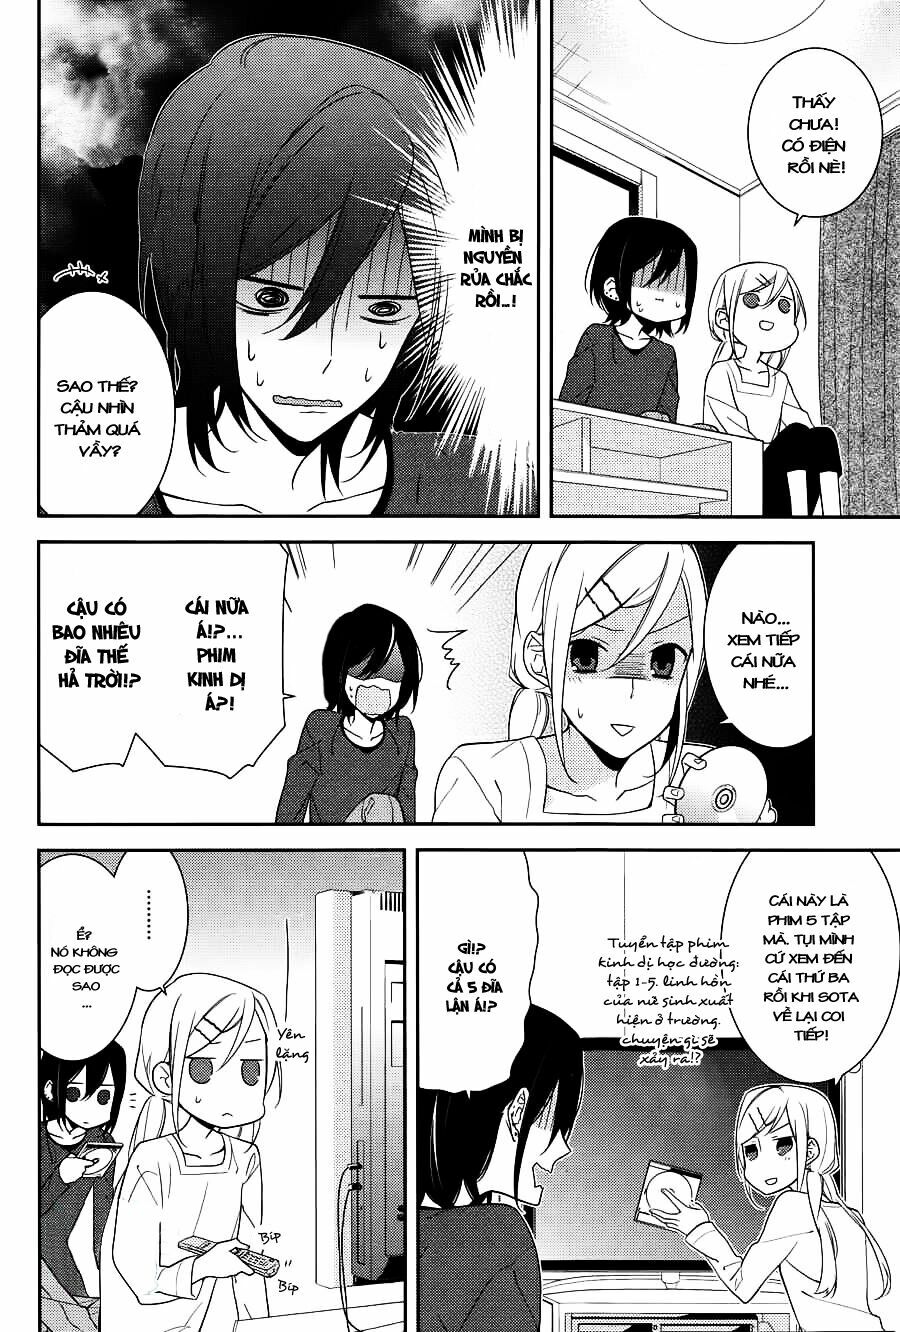 THẤY
CHƯA!
CÓ ĐIỆN
RỒI NÈ!
MÌNH BỊ
NGUYỀN
RỦA CHẮC
RỒI...!
SAO THẾ?
CẬU NHÌN
THẢM QUÁ
VẦY?
NÀO...
XEM TIẾP
CÁI NỮA
NHÉ...
CÁI NỮA
Á!?...
PHIM
KINH DỊ
Á?!
CẬU CÓ
BAO NHIÊU
ĐĨA THẾ
HẢ TRỜI!!?
CÁI NÀY LÀ
PHIM 5 TẬP
MÀ. TỤI MÌNH
CỨ XEM ĐẾN
CÁI THỨ BA
RỒI KHI SOTA
VỀ LẠI COI
TIẾP!
Tuyển tập phim
kinh dị học đường:
tập 1-5. linh hồn
của nữ sinh xuất
hiện ở trường.
chuyện gì sẽ
xảy ra!?
GÌ!?
CẬU CÓ
CẢ 5 ĐĨA
LẬN Á!?
.........
Ể?
NÓ KHÔNG
ĐỌC ĐƯỢC
SAO
...
Yên
lặng
Bíp
Bíp